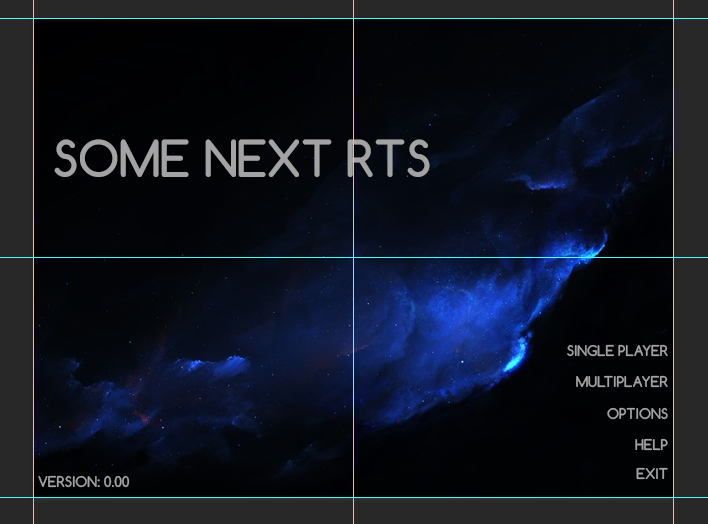 SOME NEXT RTS
SINGLE PLAYER
MULTIPLAYER
OPTIONS
HELP
EXIT
VERSION: 0.00